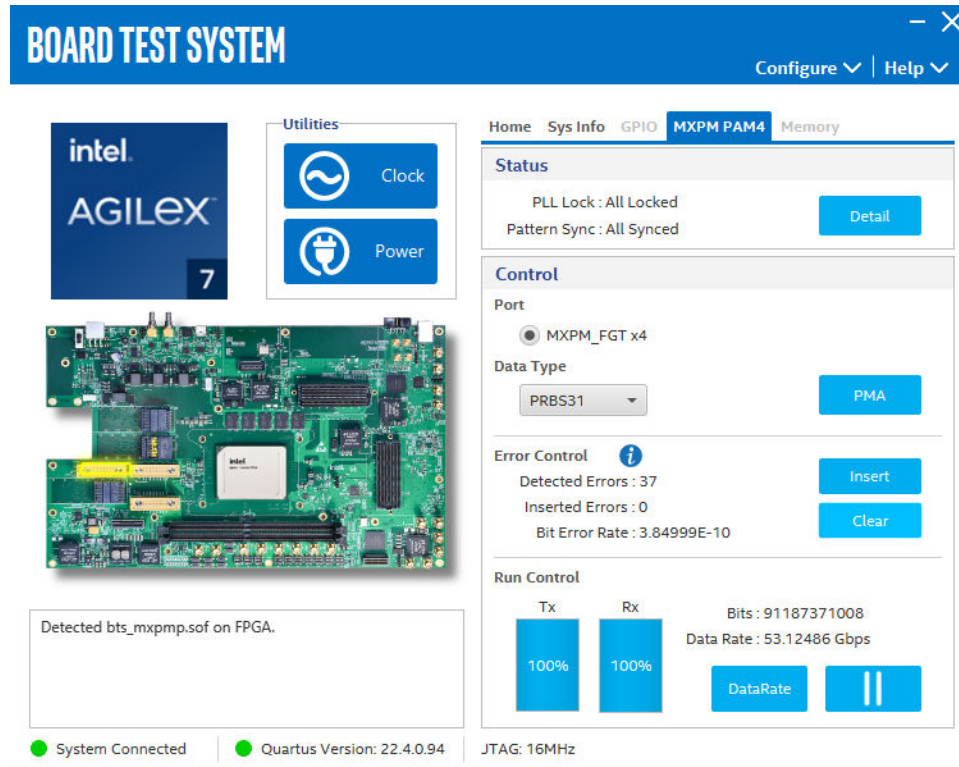 BOARD TEST SYSTEM
Configure | Help
intel.
AGILEX
7
Utilities
Clock
Power
Home Sys Info GPIO MXPM PAM4 Memory
Status
PLL Lock : All Locked
Pattern Sync : All Synced
Detail
Control
Port
MXPM_FGT x4
Data Type
PRBS31
PMA
Error Control i
Detected Errors : 37
Inserted Errors : 0
Bit Error Rate : 3.84999E-10
Insert
Clear
Run Control
Tx Rx
100% 100%
Bits : 91187371008
Data Rate : 53.12486 Gbps
DataRate
intel
Detected bts_mxpmp.sof on FPGA.
System Connected
Quartus Version: 22.4.0.94
JTAG: 16MHz